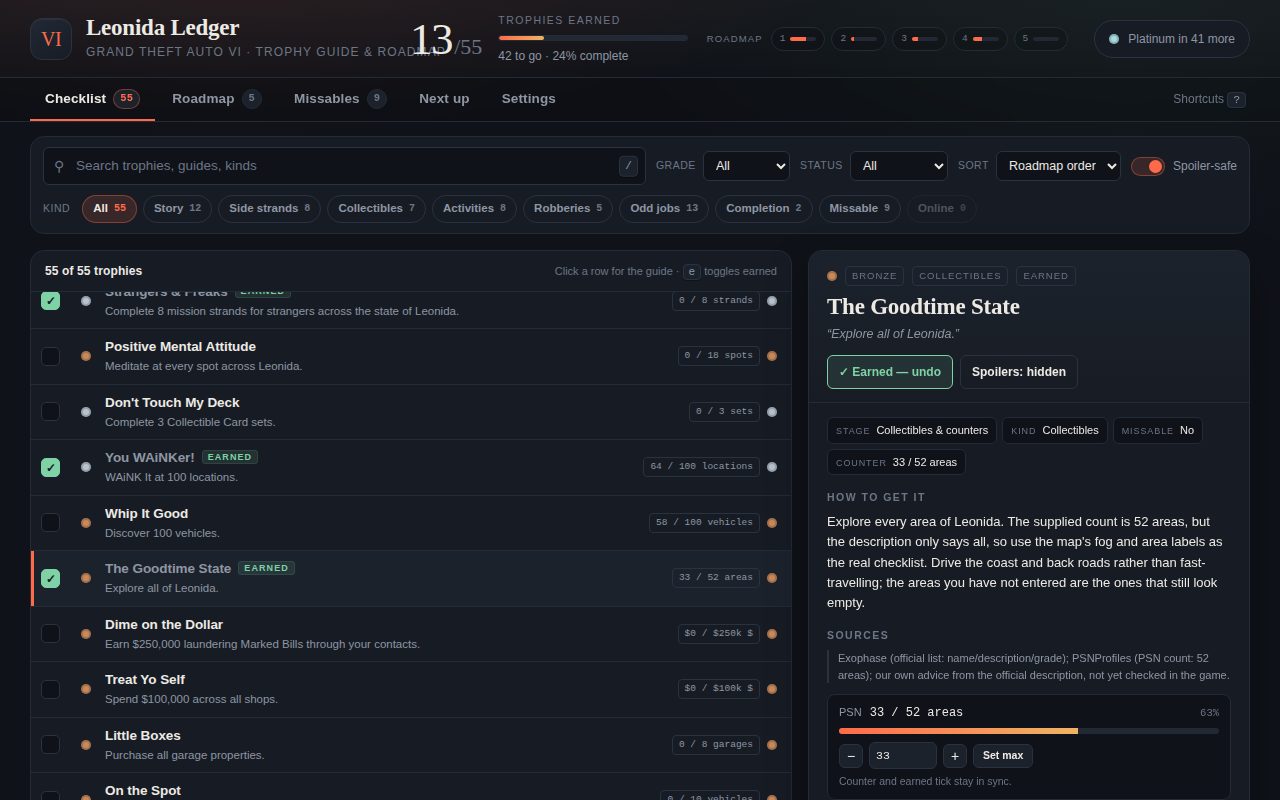 VI
Leonida Ledger
GRAND THEFT AUTO VI · TROPHY GUIDE & ROADMAP
13/55
TROPHIES EARNED
42 to go · 24% complete
ROADMAP 1 2 3 4 5
Platinum in 41 more
Checklist 55
Roadmap 5
Missables 9
Next up
Settings
Shortcuts ?
Search trophies, guides, kinds /
GRADE All
STATUS All
SORT Roadmap order
Spoiler-safe
KIND All 55 Story 12 Side strands 8 Collectibles 7 Activities 8 Robberies 5 Odd jobs 13 Completion 2 Missable 9 Online 0
55 of 55 trophies
Click a row for the guide · e toggles earned
Strangers & Freaks EARNED
Complete 8 mission strands for strangers across the state of Leonida.
0 / 8 strands
Positive Mental Attitude
Meditate at every spot across Leonida.
0 / 18 spots
Don't Touch My Deck
Complete 3 Collectible Card sets.
0 / 3 sets
You WAiNKer! EARNED
WAiNK It at 100 locations.
64 / 100 locations
Whip It Good
Discover 100 vehicles.
58 / 100 vehicles
The Goodtime State EARNED
Explore all of Leonida.
33 / 52 areas
Dime on the Dollar
Earn $250,000 laundering Marked Bills through your contacts.
$0 / $250k $
Treat Yo Self
Spend $100,000 across all shops.
$0 / $100k $
Little Boxes
Purchase all garage properties.
0 / 8 garages
On the Spot
0 / 10 vehicles
BRONZE COLLECTIBLES EARNED
The Goodtime State
“Explore all of Leonida.”
✓ Earned — undo
Spoilers: hidden
STAGE Collectibles & counters
KIND Collectibles
MISSABLE No
COUNTER 33 / 52 areas
HOW TO GET IT
Explore every area of Leonida. The supplied count is 52 areas, but
the description only says all, so use the map's fog and area labels as
the real checklist. Drive the coast and back roads rather than fast-
travelling; the areas you have not entered are the ones that still look
empty.
SOURCES
Exophase (official list: name/description/grade); PSNProfiles (PSN count: 52
areas); our own advice from the official description, not yet checked in the game.
PSN 33 / 52 areas 63%
− 33 + Set max
Counter and earned tick stay in sync.